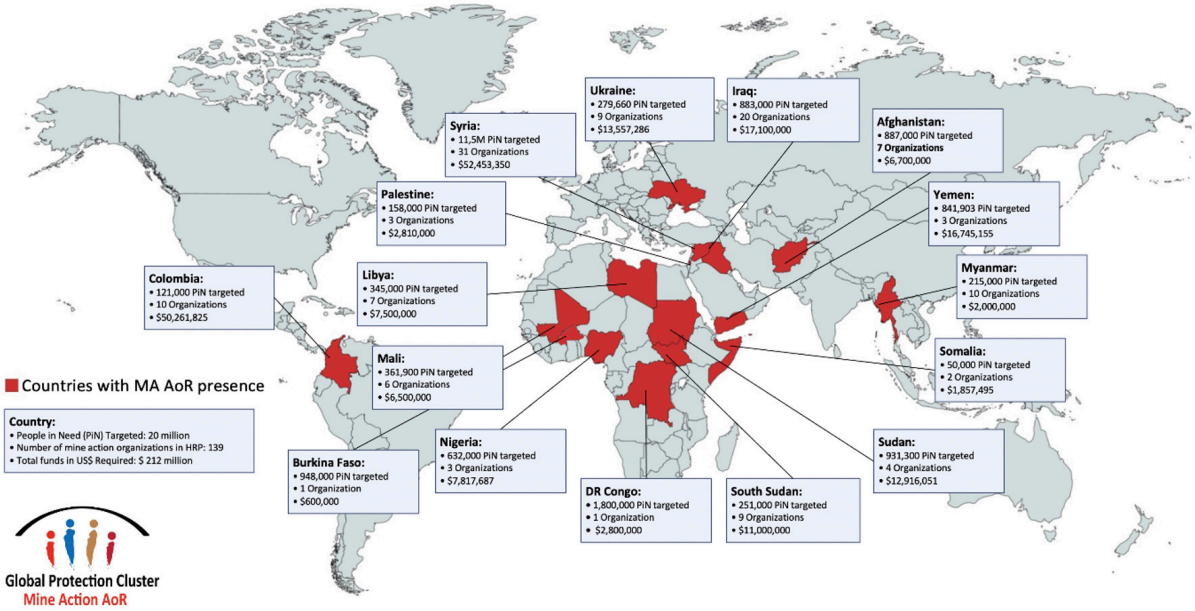 Ukraine:
• 279,660 PiN targeted
• 9 Organizations
• $13,557,286
Iraq:
• 883,000 PiN targeted
• 20 Organizations
• $17,100,000
Syria:
• 11,5M PiN targeted
• 31 Organizations
• $52,453,350
Afghanistan:
• 887,000 PiN targeted
7 Organizations
• $6,700,000
Palestine:
• 158,000 PiN targeted
• 3 Organizations
• $2,810,000
Yemen:
• 841,903 PiN targeted
• 3 Organizations
• $16,745,155
Colombia:
• 121,000 PiN targeted
• 10 Organizations
• $50,261,825
Libya:
• 345,000 PiN targeted
• 7 Organizations
• $7,500,000
Myanmar:
• 215,000 PiN targeted
• 10 Organizations
• $2,000,000
Mali:
• 361,900 PiN targeted
• 6 Organizations
• $6,500,000
Somalia:
• 50,000 PiN targeted
• 2 Organizations
• $1,857,495
Countries with MA AoR presence
Country:
• People in Need (PiN) Targeted: 20 million
• Number of mine action organizations in HRP: 139
• Total funds in US$ Required: $ 212 million
Nigeria:
• 632,000 PiN targeted
• 3 Organizations
• $7,817,687
Sudan:
• 931,300 PiN targeted
• 4 Organizations
• $12,916,051
Burkina Faso:
• 948,000 PiN targeted
• 1 Organization
• $600,000
DR Congo:
• 1,800,000 PiN targeted
• 1 Organization
• $2,800,000
South Sudan:
• 251,000 PiN targeted
• 9 Organizations
• $11,000,000
Global Protection Cluster
Mine Action AoR